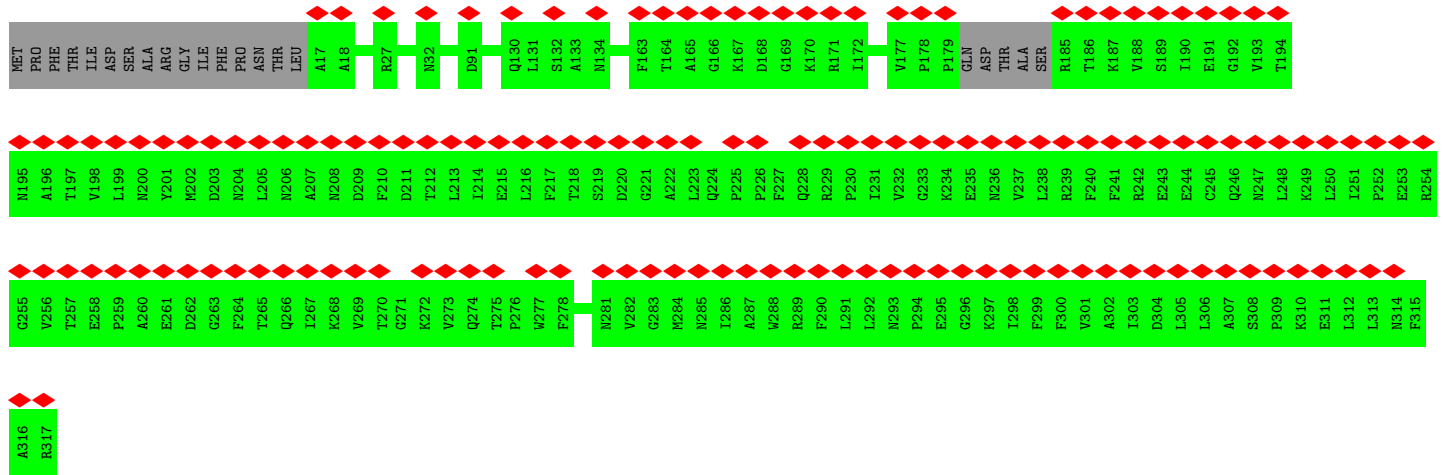 MET PRO PHE THR ILE ASP SER ALA ARG GLY ILE PHE PRO ASN THR LEU A17 A18 R27 N32 D91 Q130 L131 S132 A133 N134 F163 T164 A165 G166 K167 D168 G169 K170 R171 I172 V177 P178 P179 GLN ASP THR ALA SER R185 T186 K187 V188 S189 I190 E191 G192 V193 T194
N195 A196 T197 V198 L199 N200 Y201 M202 D203 N204 L205 N206 A207 N208 D209 F210 D211 T212 L213 I214 E215 L216 F217 T218 S219 D220 G221 A222 L223 Q224 P225 P226 F227 Q228 R229 P230 I231 V232 G233 K234 E235 N236 V237 L238 R239 F240 F241 R242 E243 E244 C245 Q246 N247 L248 K249 L250 I251 P252 E253 R254
G255 V256 T257 E258 P259 A260 E261 D262 G263 F264 T265 Q266 I267 K268 V269 T270 G271 K272 V273 Q274 T275 P276 W277 F278 N281 V282 G283 M284 N285 I286 A287 W288 R289 F290 L291 L292 N293 P294 E295 G296 K297 I298 F299 F300 V301 A302 I303 D304 L305 L306 A307 S308 P309 K310 E311 L312 L313 N314 F315
A316 R317